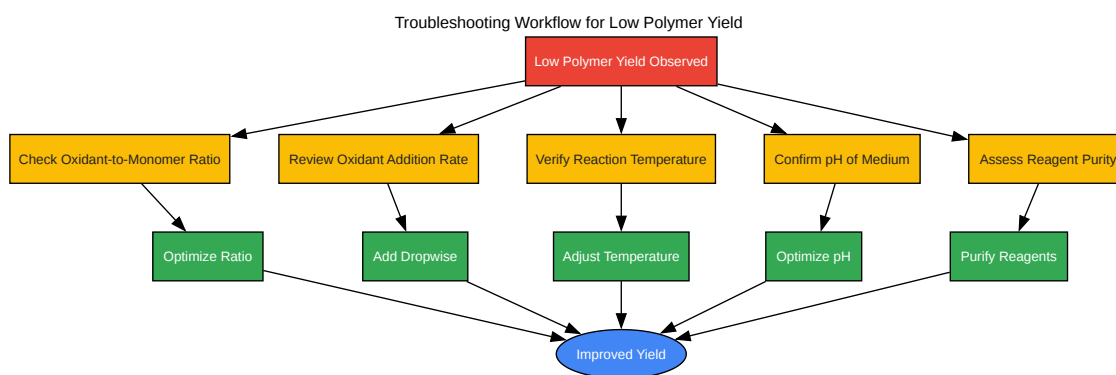 Troubleshooting Workflow for Low Polymer Yield
Low Polymer Yield Observed
Check Oxidant-to-Monomer Ratio
Review Oxidant Addition Rate
Verify Reaction Temperature
Confirm pH of Medium
Assess Reagent Purity
Optimize Ratio
Add Dropwise
Adjust Temperature
Optimize pH
Purify Reagents
Improved Yield